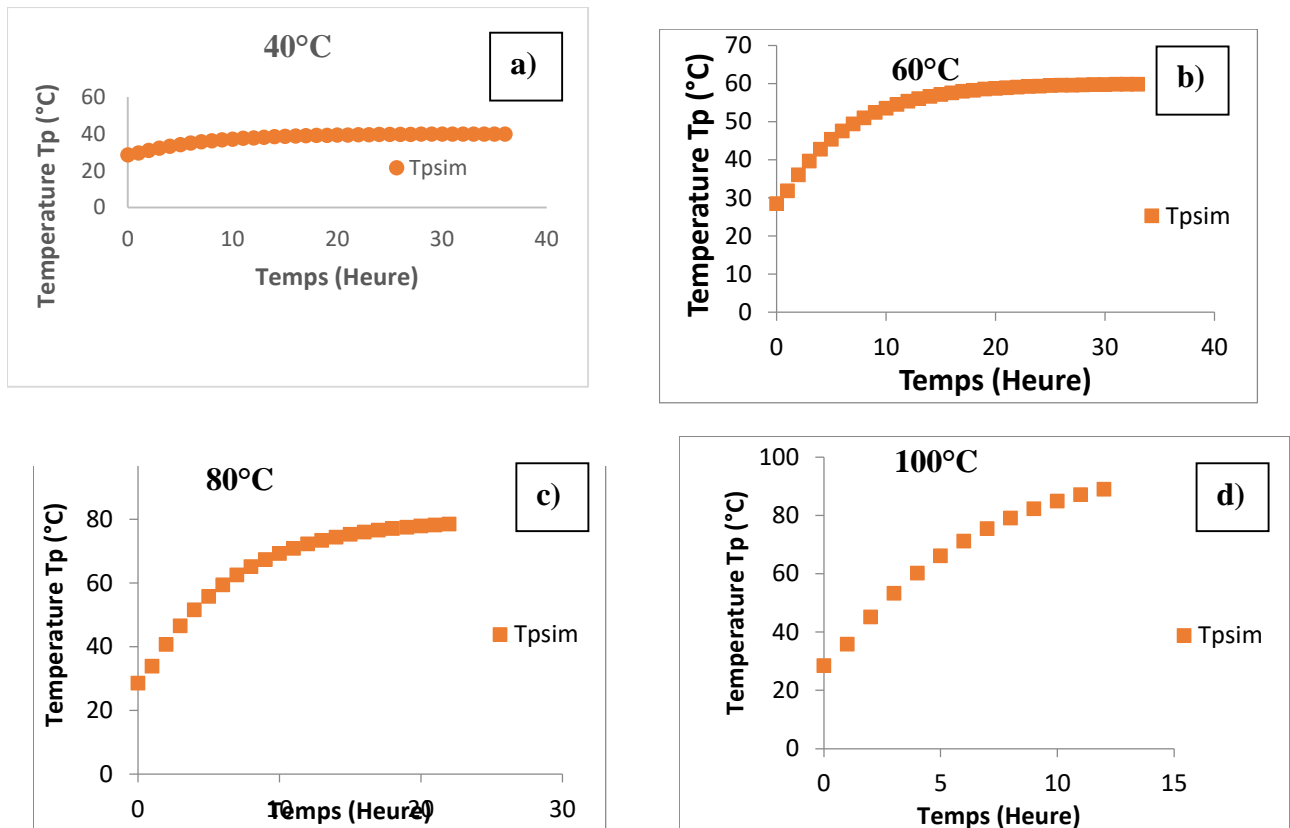 40°C
a)
Temperature Tp (°C)
60
40
20
0
Tpsim
0 10 20 30 40
Temps (Heure)
60°C
b)
Temperature Tp (°C)
70
60
50
40
30
20
10
0
Tpsim
0 10 20 30 40
Temps (Heure)
80°C
c)
Temperature Tp (°C)
80
60
40
20
0
Tpsim
0 10 20 30
Temps (Heure)
100°C
d)
Temperature Tp (°C)
100
80
60
40
20
0
Tpsim
0 5 10 15
Temps (Heure)